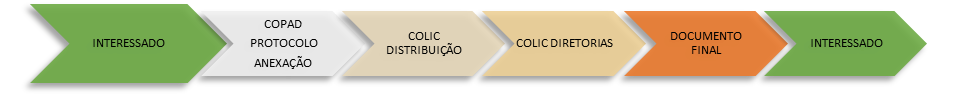 INTERESSADO
COPAD
PROTOCOLO
ANEXAÇÃO
COLIC
DISTRIBUIÇÃO
COLIC DIRETORIAS
DOCUMENTO
FINAL
INTERESSADO